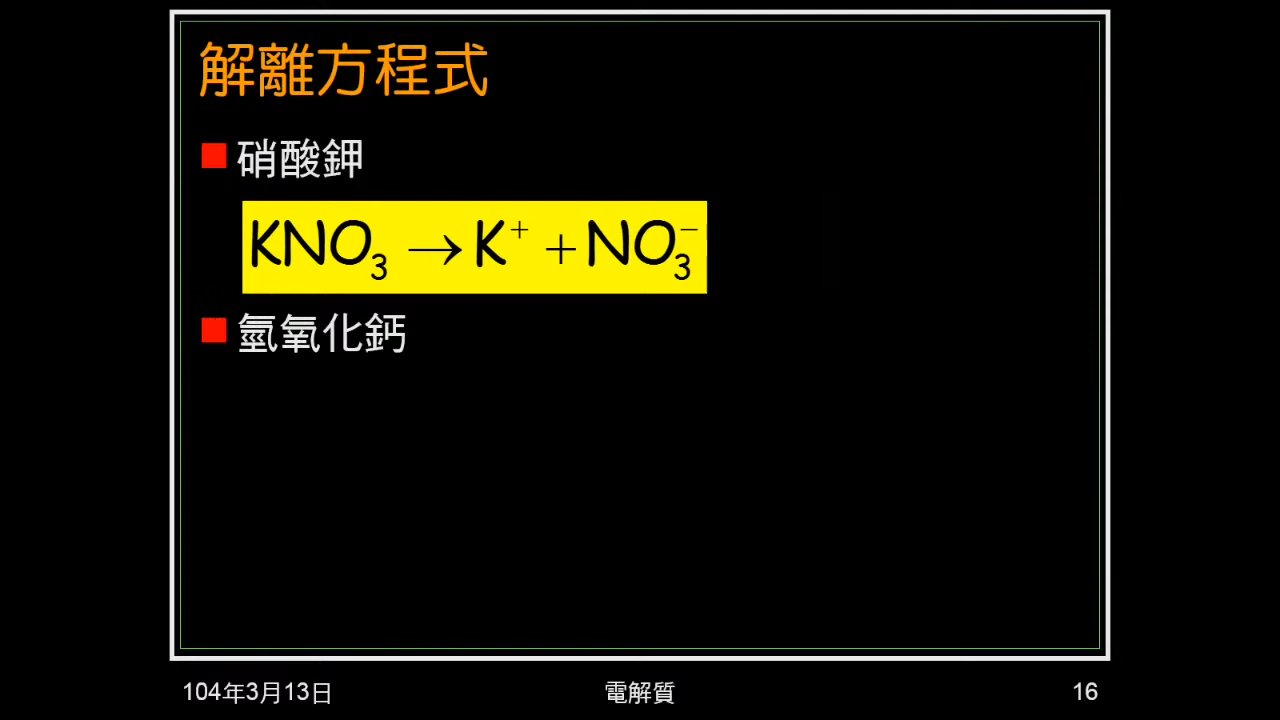 解離方程式
硝酸鉀
KNO₃ → K⁺ + NO₃⁻
氫氧化鈣
104年3月13日
電解質
16